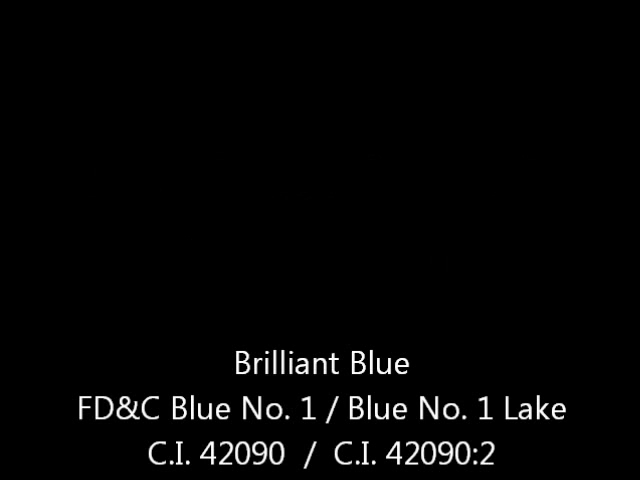 Brilliant Blue
FD&C Blue No. 1 / Blue No. 1 Lake
C.I. 42090 / C.I. 42090:2